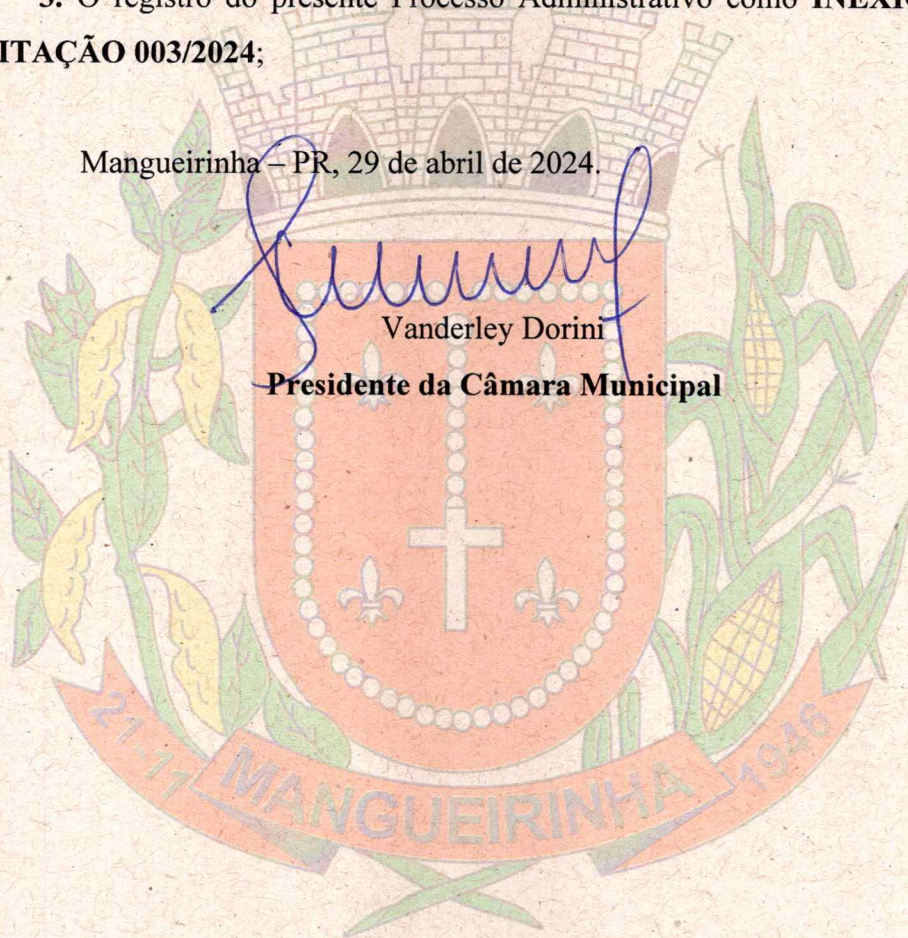 3. O registro do presente Processo Administrativo como
ITAÇÃO 003/2024;
Mangueirinha – PR, 29 de abril de 2024.
Vanderley Dorini
Presidente da Câmara Municipal
21-11 MANGUEIRINHA 1946